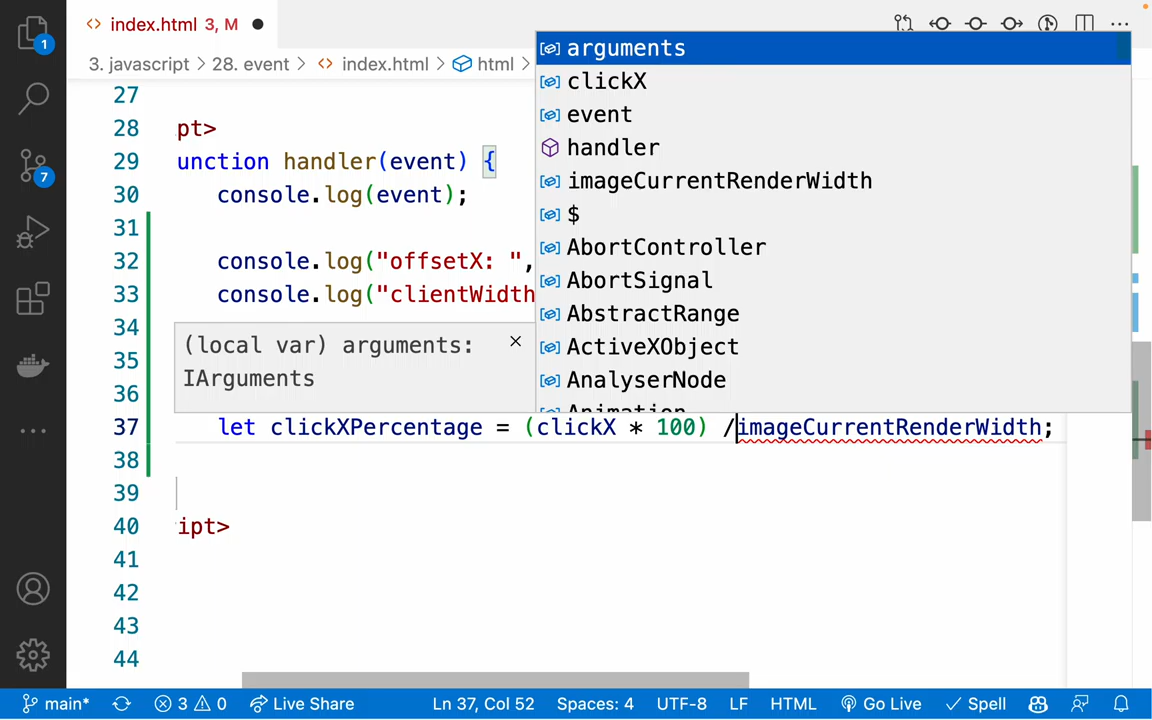 1
7
index.html 3, M
3. javascript > 28. event > index.html > html >
27
28 pt>
29 unction handler(event) {
30 console.log(event);
31
32 console.log("offsetX: ",
33 console.log("clientWidth
34
35
36
37 let clickXPercentage = (clickX * 100) /imageCurrentRenderWidth;
38
39
40 ipt>
41
42
43
44
(local var) arguments:
IArguments
arguments
clickX
event
handler
imageCurrentRenderWidth
$
AbortController
AbortSignal
AbstractRange
ActiveXObject
AnalyserNode
Animation
main* 3 0 Live Share Ln 37, Col 52 Spaces: 4 UTF-8 LF HTML Go Live Spell